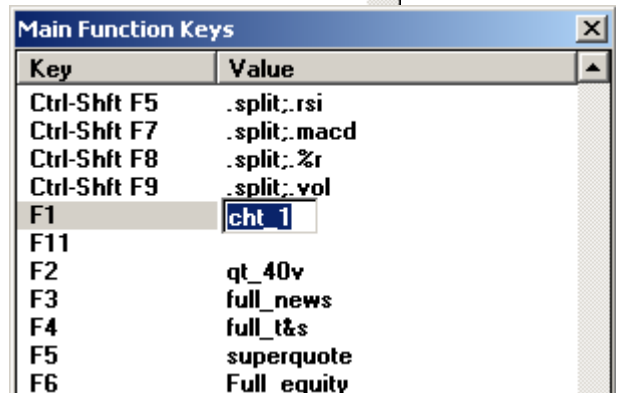 Main Function Keys
Key Value
Ctrl-Shft F5 .split;.rsi
Ctrl-Shft F7 .split;.macd
Ctrl-Shft F8 .split;.%r
Ctrl-Shft F9 .split;.vol
F1 cht_1
F11
F2 qt_40v
F3 full_news
F4 full_t&s
F5 superquote
F6 Full_equity